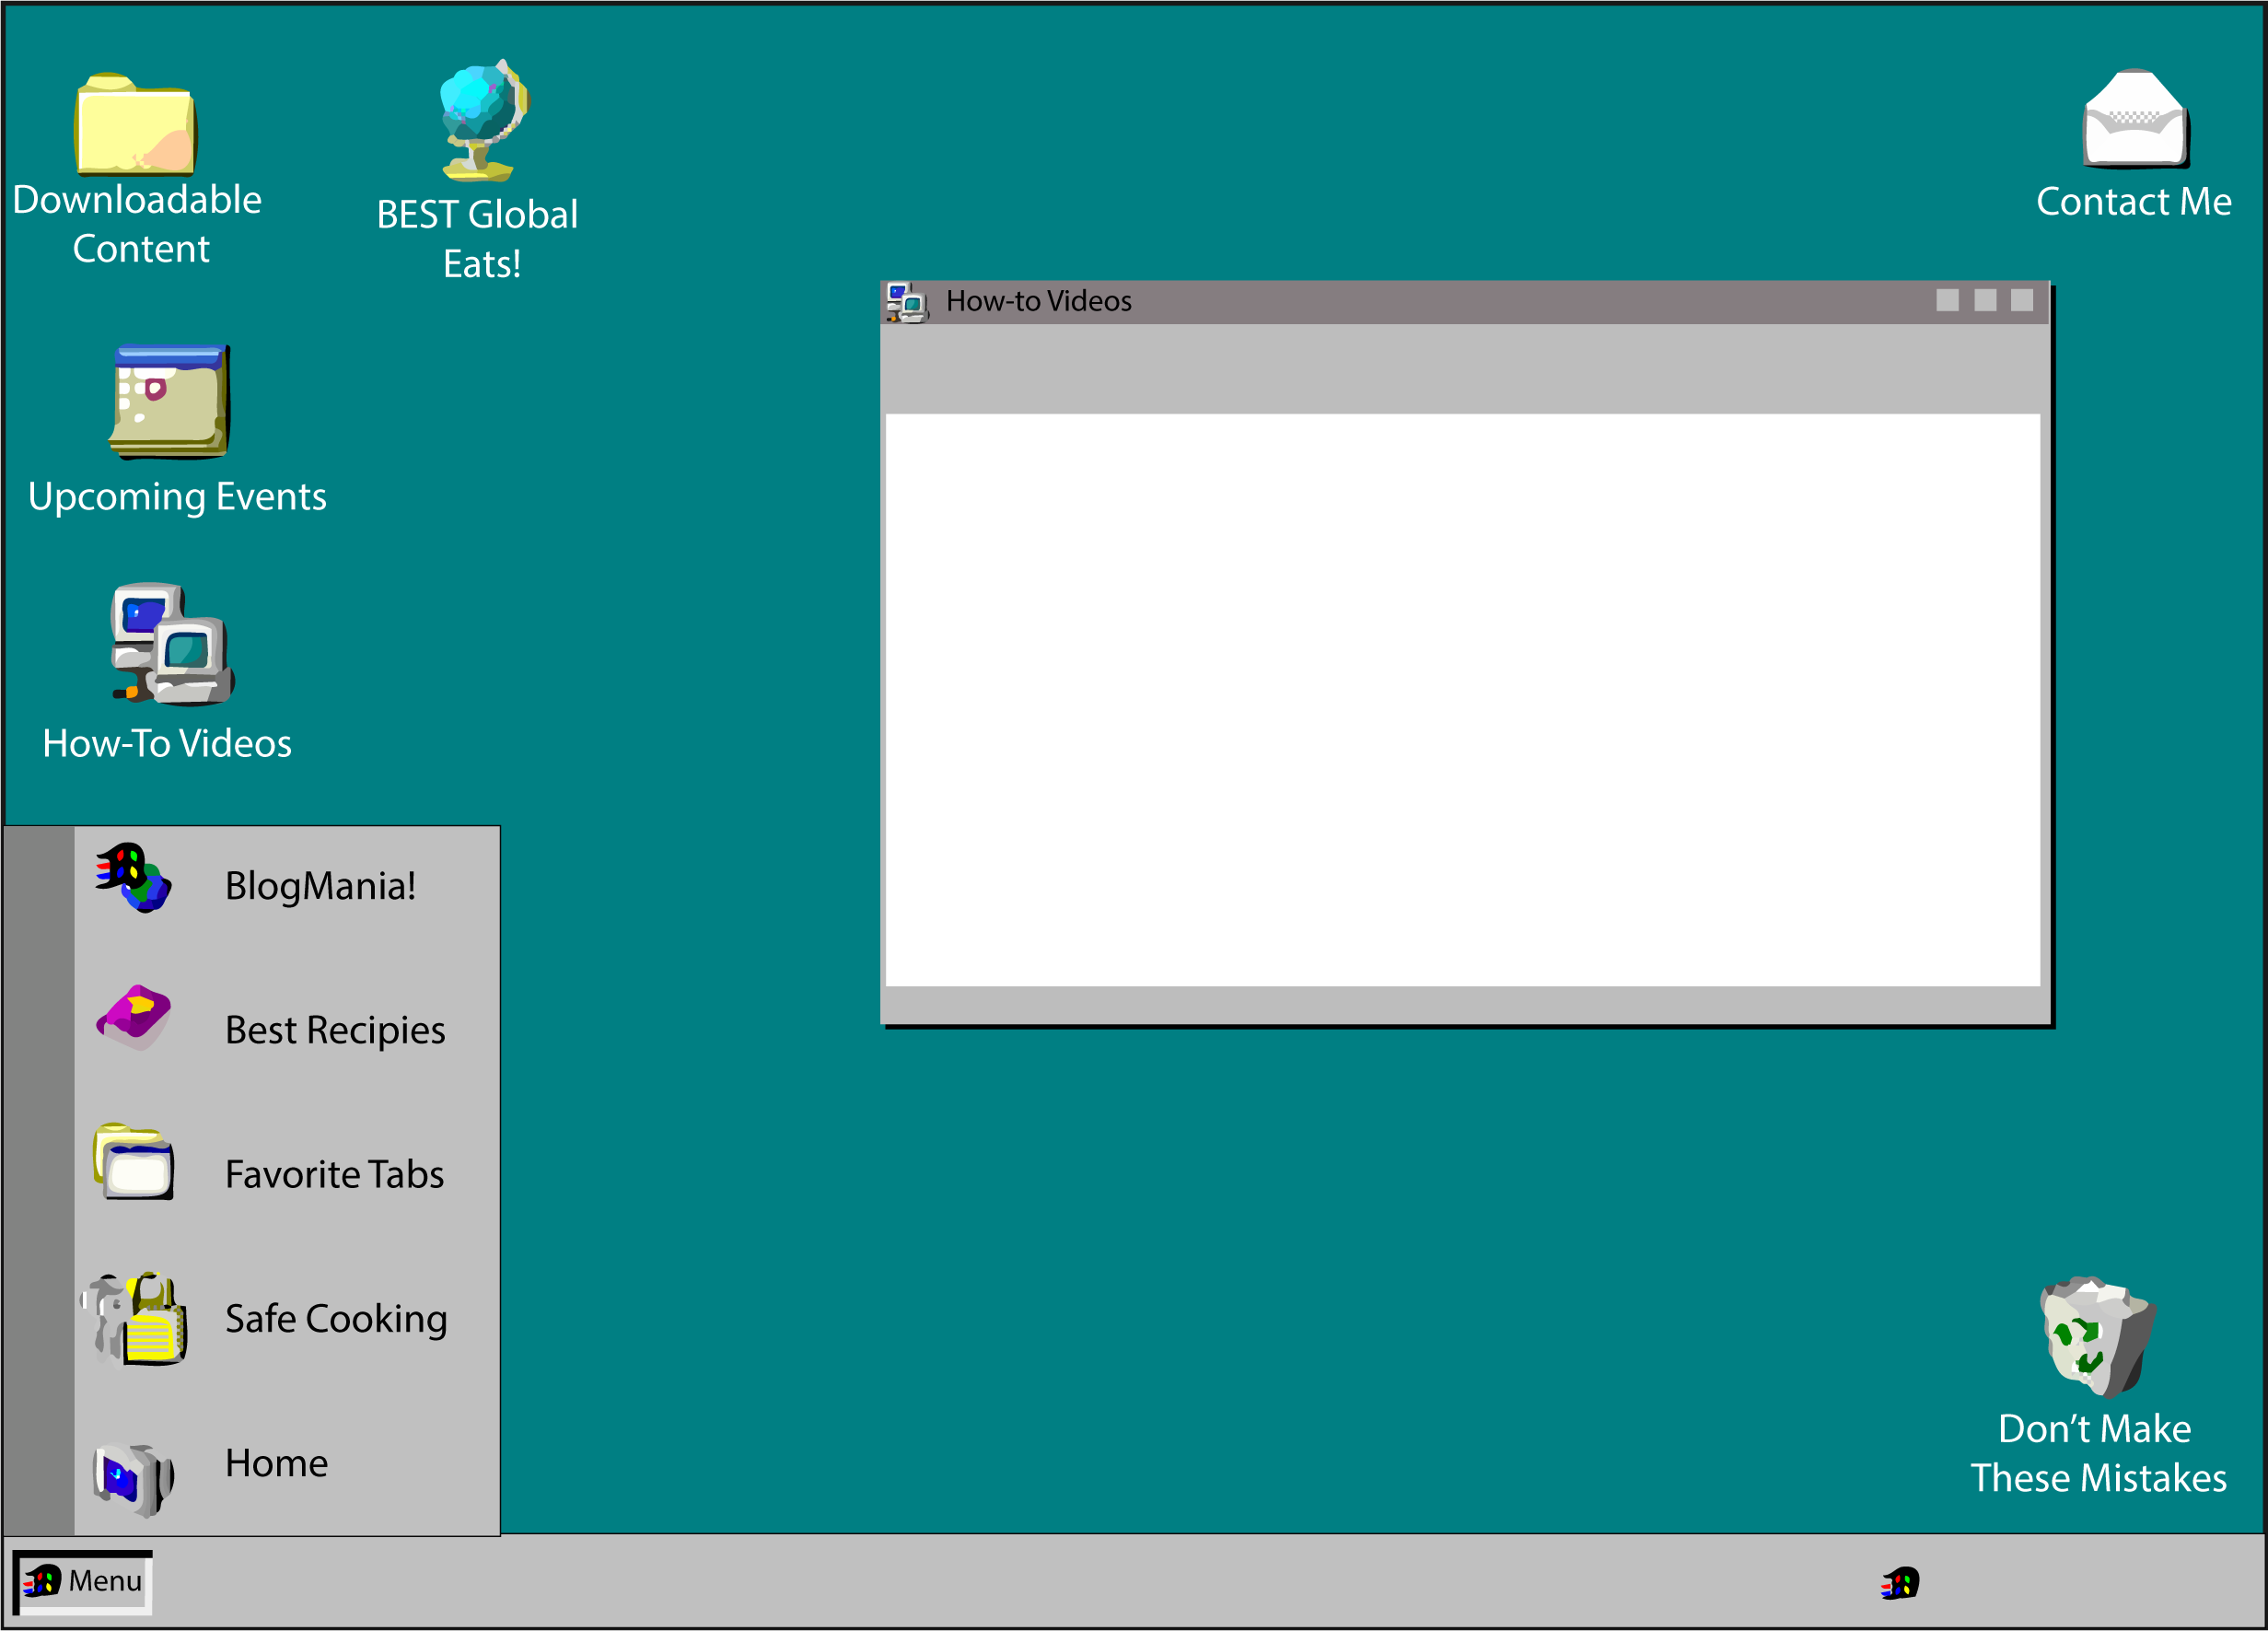 Downloadable
Content
BEST Global
Eats!
Contact Me
How-to Videos
Upcoming Events
How-To Videos
BlogMania!
Best Recipies
Favorite Tabs
Safe Cooking
Home
Don't Make
These Mistakes
Menu